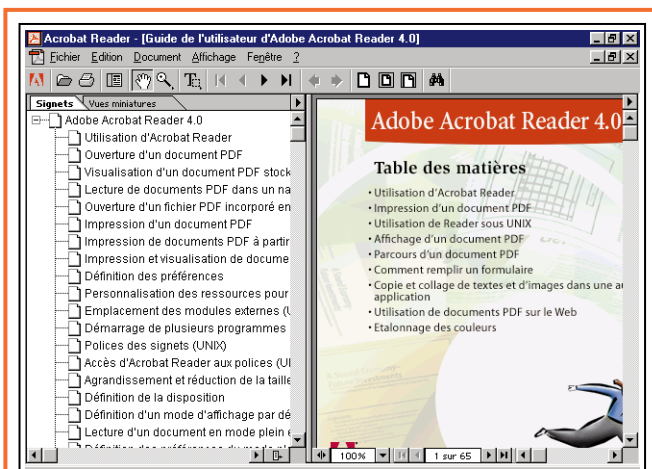 Acrobat Reader - [Guide de l'utilisateur d'Adobe Acrobat Reader 4.0]
Fichier Edition Document Affichage Fenêtre ?
Signets Vues miniatures
Adobe Acrobat Reader 4.0
Utilisation d'Acrobat Reader
Ouverture d'un document PDF
Visualisation d'un document PDF stock
Lecture de documents PDF dans un na
Ouverture d'un fichier PDF incorporé en
Impression d'un document PDF
Impression de documents PDF à partir
Impression et visualisation de docume
Définition des préférences
Personnalisation des ressources pour
Emplacement des modules externes (U
Démarrage de plusieurs programmes
Polices des signets (UNIX)
Accès d'Acrobat Reader aux polices (UI
Agrandissement et réduction de la taille
Définition de la disposition
Définition d'un mode d'affichage par dé
Lecture d'un document en mode plein é
Adobe Acrobat Reader 4.0
Table des matières
• Utilisation d'Acrobat Reader
• Impression d'un document PDF
• Utilisation de Reader sous UNIX
• Affichage d'un document PDF
• Parcours d'un document PDF
• Comment remplir un formulaire
• Copie et collage de textes et d'images dans une au
application
• Utilisation de documents PDF sur le Web
• Etalonnage des couleurs
100% 1 sur 65